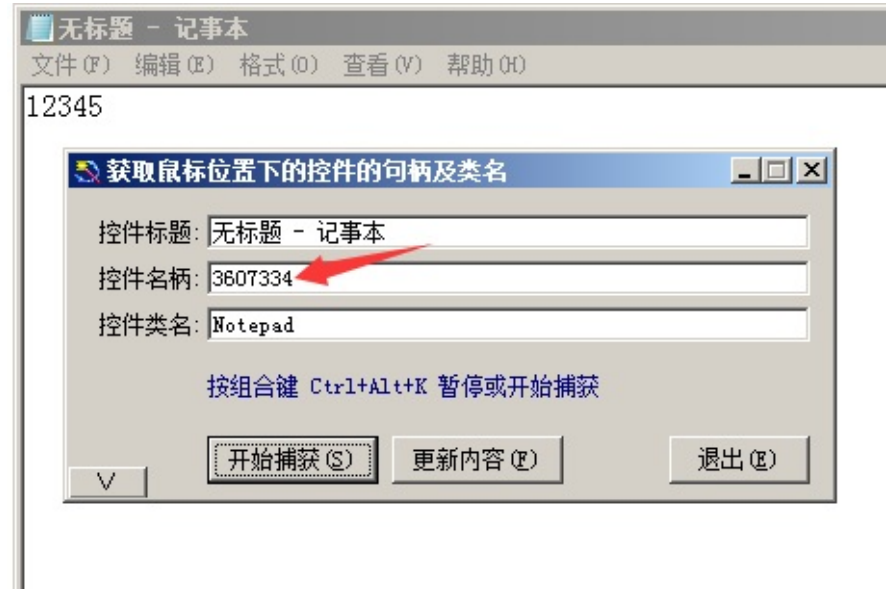 无标题 - 记事本
文件(F) 编辑(E) 格式(O) 查看(V) 帮助(H)
12345
获取鼠标位置下的控件的句柄及类名
控件标题: 无标题 - 记事本
控件名柄: 3607334
控件类名: Notepad
按组合键 Ctrl+Alt+K 暂停或开始捕获
开始捕获(S) 更新内容(F) 退出(E)
V